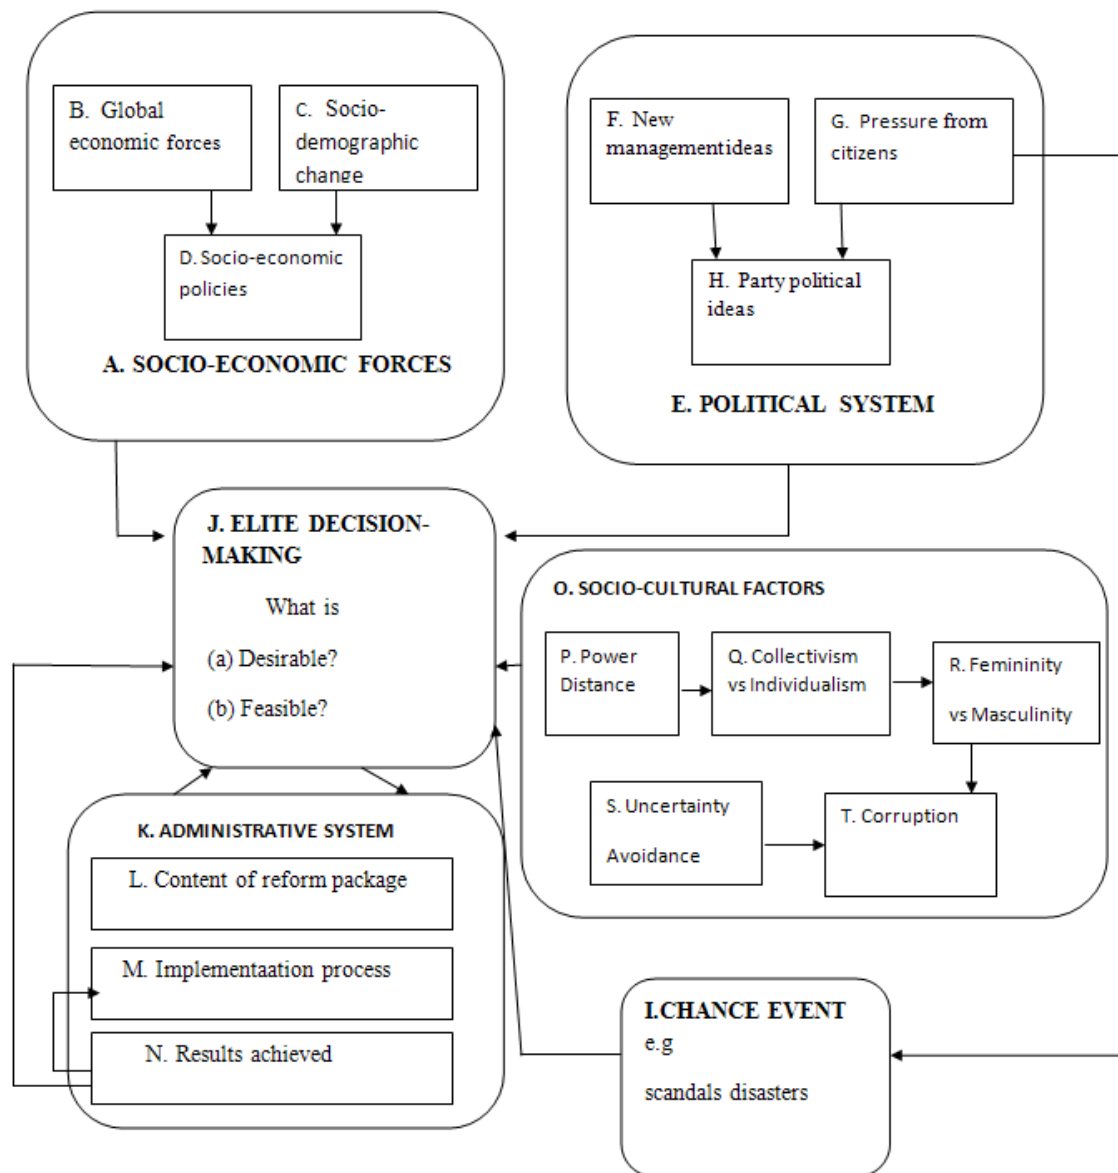 B. Global
economic forces
C. Socio-
demographic
change
D. Socio-economic
policies
A. SOCIO-ECONOMIC FORCES
F. New
managementideas
G. Pressure from
citizens
H. Party political
ideas
E. POLITICAL SYSTEM
J. ELITE DECISION-
MAKING
What is
(a) Desirable?
(b) Feasible?
O. SOCIO-CULTURAL FACTORS
P. Power
Distance
Q. Collectivism
vs Individualism
R. Femininity
vs Masculinity
S. Uncertainty
Avoidance
T. Corruption
K. ADMINISTRATIVE SYSTEM
L. Content of reform package
M. Implementaation process
N. Results achieved
I.CHANCE EVENT
e.g
scandals disasters